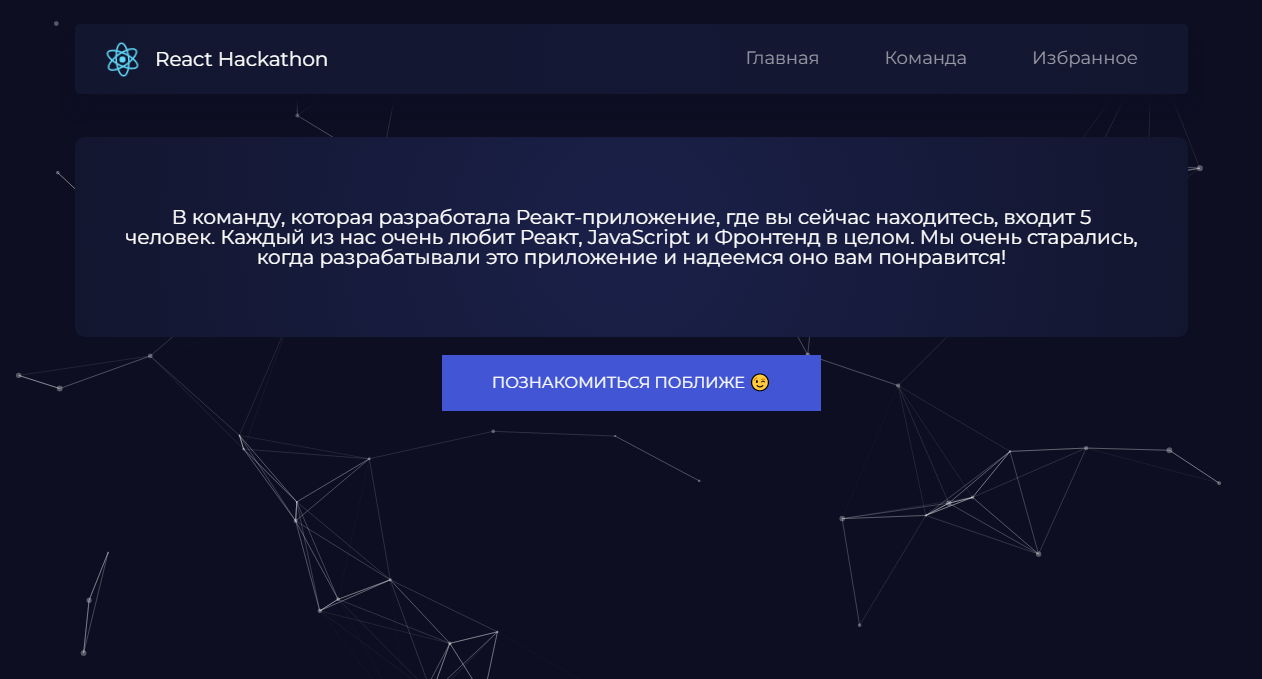 React Hackathon
Главная
Команда
Избранное
В команду, которая разработала Реакт-приложение, где вы сейчас находитесь, входит 5
человек. Каждый из нас очень любит Реакт, JavaScript и Фронтенд в целом. Мы очень старались,
когда разрабатывали это приложение и надеемся оно вам понравится!
ПОЗНАКОМИТЬСЯ ПОБЛИЖЕ 😉